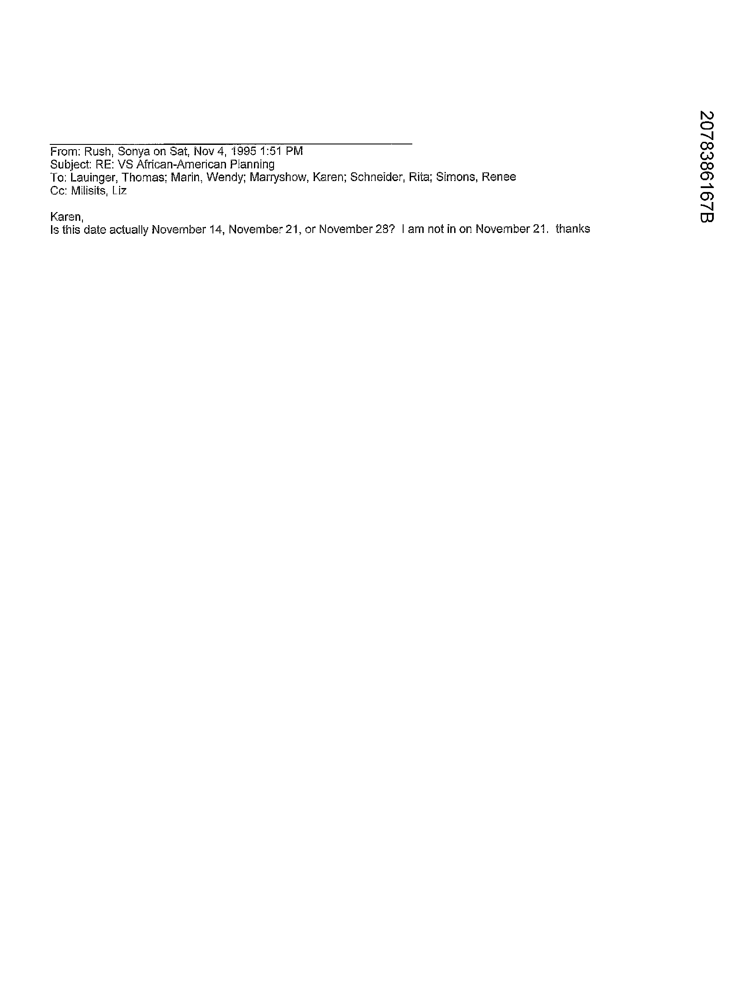 From: Rush, Sonya on Sat, Nov 4, 1995 1:51 PM
Subject: RE: VS African-American Planning
To: Lauinger, Thomas; Marin, Wendy; Marryshow, Karen; Schneider, Rita; Simons, Renee
Cc: Milisits, Liz
Karen,
Is this date actually November 14, November 21, or November 28? I am not in on November 21. thanks
2078386167B